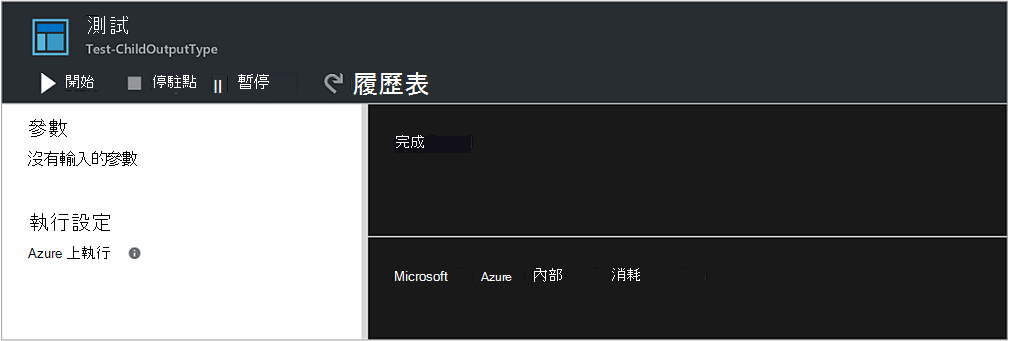 測試
Test-ChildOutputType
開始 停駐點 暫停 履歷表
參數
沒有輸入的參數
執行設定
Azure 上執行
完成
Microsoft Azure 內部 消耗